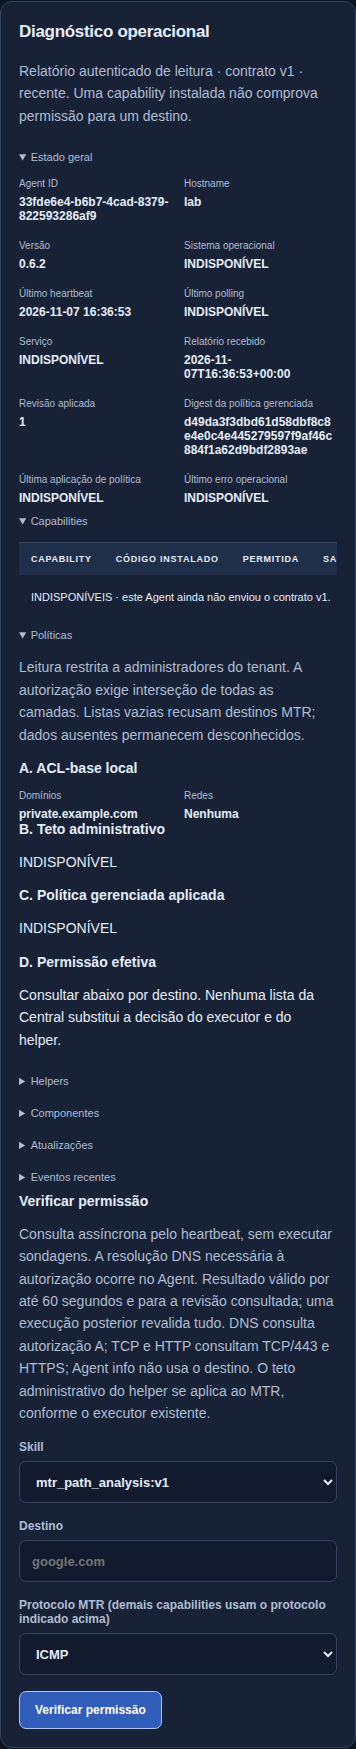 Diagnóstico operacional
Relatório autenticado de leitura · contrato v1 ·
recente. Uma capability instalada não comprova
permissão para um destino.
▼ Estado geral
Agent ID
33fde6e4-b6b7-4cad-8379-
822593286af9
Hostname
lab
Versão
0.6.2
Sistema operacional
INDISPONÍVEL
Último heartbeat
2026-11-07 16:36:53
Último polling
INDISPONÍVEL
Serviço
INDISPONÍVEL
Relatório recebido
2026-11-
07T16:36:53+00:00
Revisão aplicada
1
Digest da política gerenciada
d49da3f3dbd61d58dbf8c8
e4e0c4e445279597f9af46c
884f1a62d9bdf2893ae
Última aplicação de política
INDISPONÍVEL
Último erro operacional
INDISPONÍVEL
▼ Capabilities
CAPABILITY CÓDIGO INSTALADO PERMITIDA SA
INDISPONÍVEIS · este Agent ainda não enviou o contrato v1.
▼ Políticas
Leitura restrita a administradores do tenant. A
autorização exige interseção de todas as
camadas. Listas vazias recusam destinos MTR;
dados ausentes permanecem desconhecidos.
A. ACL-base local
Domínios
private.example.com
Redes
Nenhuma
B. Teto administrativo
INDISPONÍVEL
C. Política gerenciada aplicada
INDISPONÍVEL
D. Permissão efetiva
Consultar abaixo por destino. Nenhuma lista da
Central substitui a decisão do executor e do
helper.
▶ Helpers
▶ Componentes
▶ Atualizações
▶ Eventos recentes
Verificar permissão
Consulta assíncrona pelo heartbeat, sem executar
sondagens. A resolução DNS necessária à
autorização ocorre no Agent. Resultado válido por
até 60 segundos e para a revisão consultada; uma
execução posterior revalida tudo. DNS consulta
autorização A; TCP e HTTP consultam TCP/443 e
HTTPS; Agent info não usa o destino. O teto
administrativo do helper se aplica ao MTR,
conforme o executor existente.
Skill
mtr_path_analysis:v1
Destino
google.com
Protocolo MTR (demais capabilities usam o protocolo
indicado acima)
ICMP
Verificar permissão